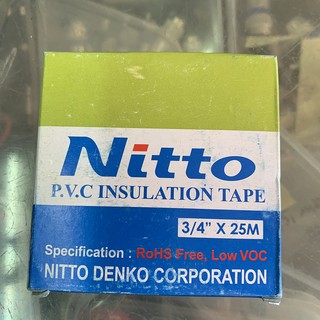 Nitto
P.V.C INSULATION TAPE
3/4" X 25M
Specification : RoHS Free, Low VOC
NITTO DENKO CORPORATION